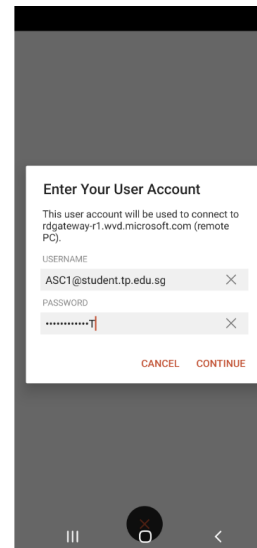 Enter Your User Account
This user account will be used to connect to
rdgateway-r1.wvd.microsoft.com (remote
PC).
USERNAME
ASC1@student.tp.edu.sg
PASSWORD
••••••••••••T
CANCEL CONTINUE